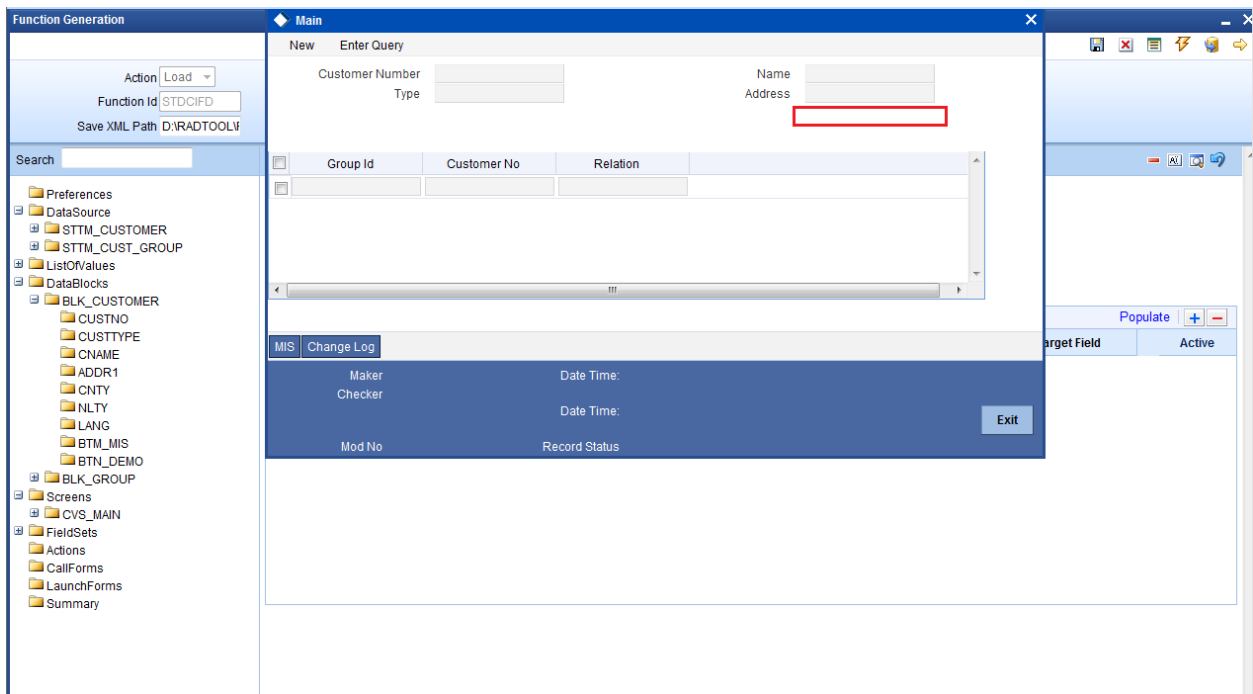 Function Generation
Action Load
Function Id STDCIFD
Save XML Path D:\RADTOOL\F
Search
Preferences
DataSource
STTM_CUSTOMER
STTM_CUST_GROUP
ListOfValues
DataBlocks
BLK_CUSTOMER
CUSTNO
CUSTTYPE
CNAME
ADDR1
CNTY
NLTY
LANG
BTM_MIS
BTN_DEMO
BLK_GROUP
Screens
CVS_MAIN
FieldSets
Actions
CallForms
LaunchForms
Summary
Main
New Enter Query
Customer Number Name
Type Address
Group Id Customer No Relation
MIS Change Log
Maker Date Time:
Checker
Date Time:
Exit
Mod No Record Status
Populate
arget Field Active